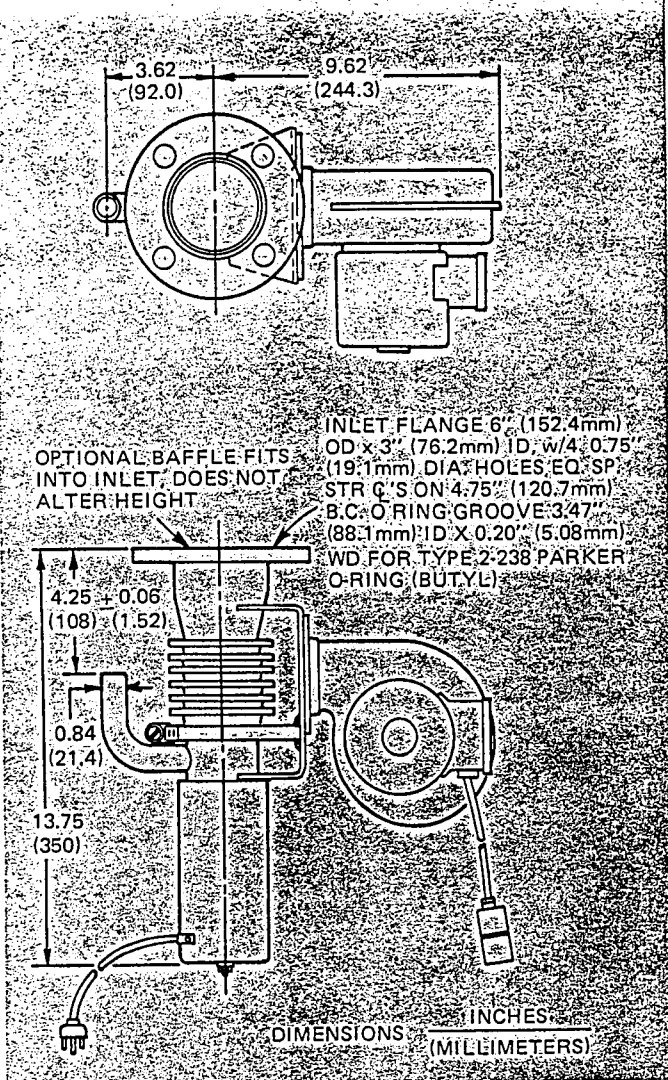 3.62
(92.0)
9.62
(244.3)
OPTIONAL BAFFLE FITS
INTO INLET, DOES NOT
ALTER HEIGHT
INLET FLANGE 6" (152.4mm)
OD x 3" (76.2mm) ID, w/4 0.75"
(19.1mm) DIA. HOLES EQ. SP.
STR ℄'S ON 4.75" (120.7mm)
B.C. O RING GROOVE 3.47"
(88.1mm) ID X 0.20" (5.08mm)
WD FOR TYPE 2-238 PARKER
O-RING (BUTYL)
4.25 ± 0.06
(108) (1.52)
0.84
(21.4)
13.75
(350)
DIMENSIONS INCHES
(MILLIMETERS)